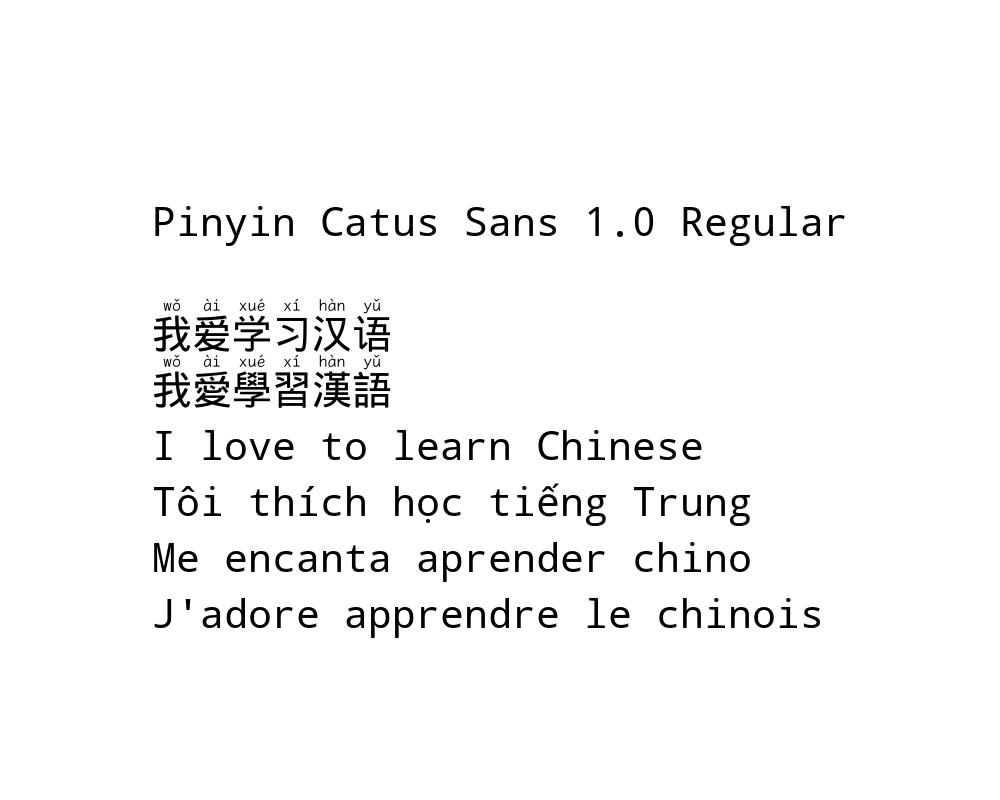 Pinyin Catus Sans 1.0 Regular
wǒ ài xué xí hàn yǔ
我爱学习汉语
wǒ ài xué xí hàn yǔ
我愛學習漢語
I love to learn Chinese
Tôi thích học tiếng Trung
Me encanta aprender chino
J'adore apprendre le chinois